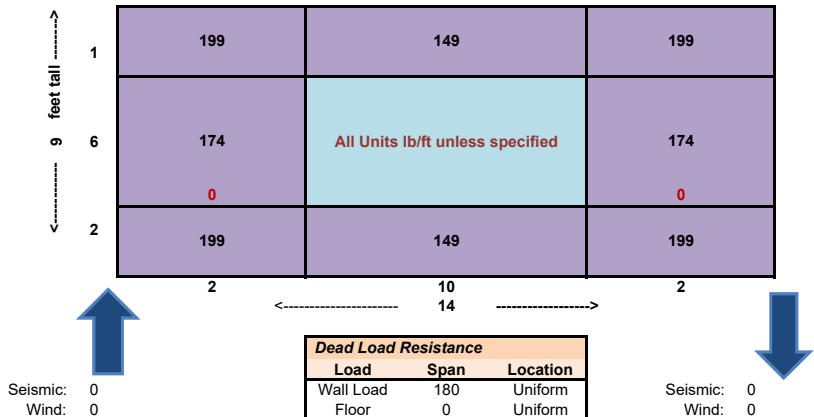 199 149 199
1
<---------- 9 feet tall -------->
6 174 All Units lb/ft unless specified 174
0 0
2
199 149 199
2 10 2
<---------------------- 14 ------------------>
Dead Load Resistance
Load Span Location
Seismic: 0 Wall Load 180 Uniform Seismic: 0
Wind: 0 Floor 0 Uniform Wind: 0